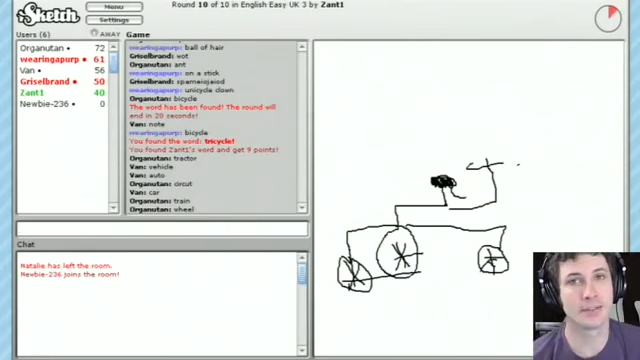 iSketch
Menu
Settings
Round 10 of 10 in English Easy UK 3 by Zant1
Users (6)
AWAY
Game
Organutan • 72
wearingapurp • 61
Van • 56
Griselbrand • 50
Zant1 40
Newbie-236 • 0
wearingapurp: ball of hair
Griselbrand: wot
Organutan: ant
wearingapurp: on a stick
Griselbrand: spameisjeiod
wearingapurp: unicycle clown
Organutan: bicycle
The word has been found! The round will
end in 20 seconds!
Van: note
wearingapurp: bicycle
You found the word: tricycle!
You found Zant1's word and get 9 points!
Organutan: tractor
Van: vehicle
Van: auto
Organutan: circut
Van: car
Organutan: train
Organutan: wheel
Chat
Natalie has left the room.
Newbie-236 joins the room!